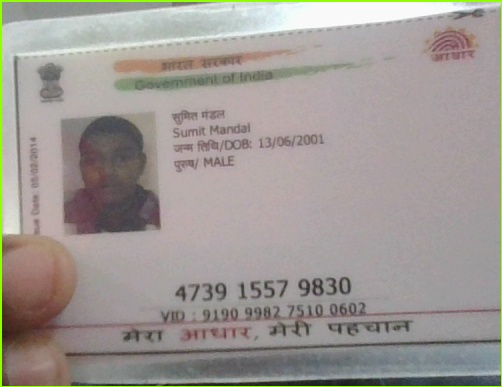 भारत सरकार
Government of India
आधार
सुमित मंडल
Sumit Mandal
जन्म तिथि/DOB: 13/06/2001
पुरुष/ MALE
sue Date: 05/02/2014
4739 1557 9830
VID : 9190 9982 7510 0602
मेरा आधार, मेरी पहचान